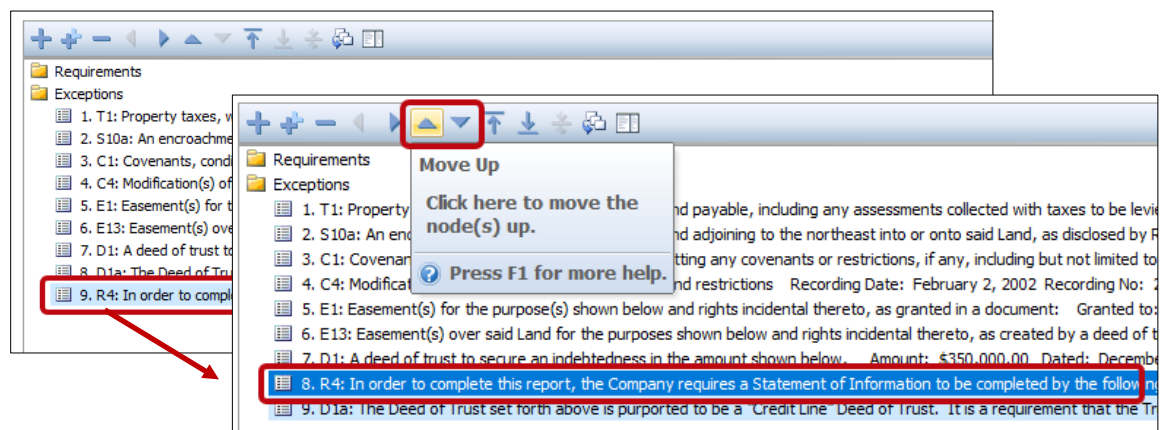 Requirements
Exceptions
1. T1: Property taxes, w
2. S10a: An encroachme
3. C1: Covenants, condi
4. C4: Modification(s) of
5. E1: Easement(s) for t
6. E13: Easement(s) ove
7. D1: A deed of trust to
8. D1a: The Deed of Tru
9. R4: In order to comple
Requirements
Exceptions
Move Up
Click here to move the
node(s) up.
Press F1 for more help.
1. T1: Property nd payable, including any assessments collected with taxes to be levie
2. S10a: An enc nd adjoining to the northeast into or onto said Land, as disclosed by R
3. C1: Covenan tting any covenants or restrictions, if any, including but not limited to
4. C4: Modificat nd restrictions Recording Date: February 2, 2002 Recording No: 2
5. E1: Easement(s) for the purpose(s) shown below and rights incidental thereto, as granted in a document: Granted to:
6. E13: Easement(s) over said Land for the purposes shown below and rights incidental thereto, as created by a deed of t
7. D1: A deed of trust to secure an indebtedness in the amount shown below, Amount: $350,000.00 Dated: Decembe
8. R4: In order to complete this report, the Company requires a Statement of Information to be completed by the following
9. D1a: The Deed of Trust set forth above is purported to be a "Credit Line" Deed of Trust. It is a requirement that the Tr